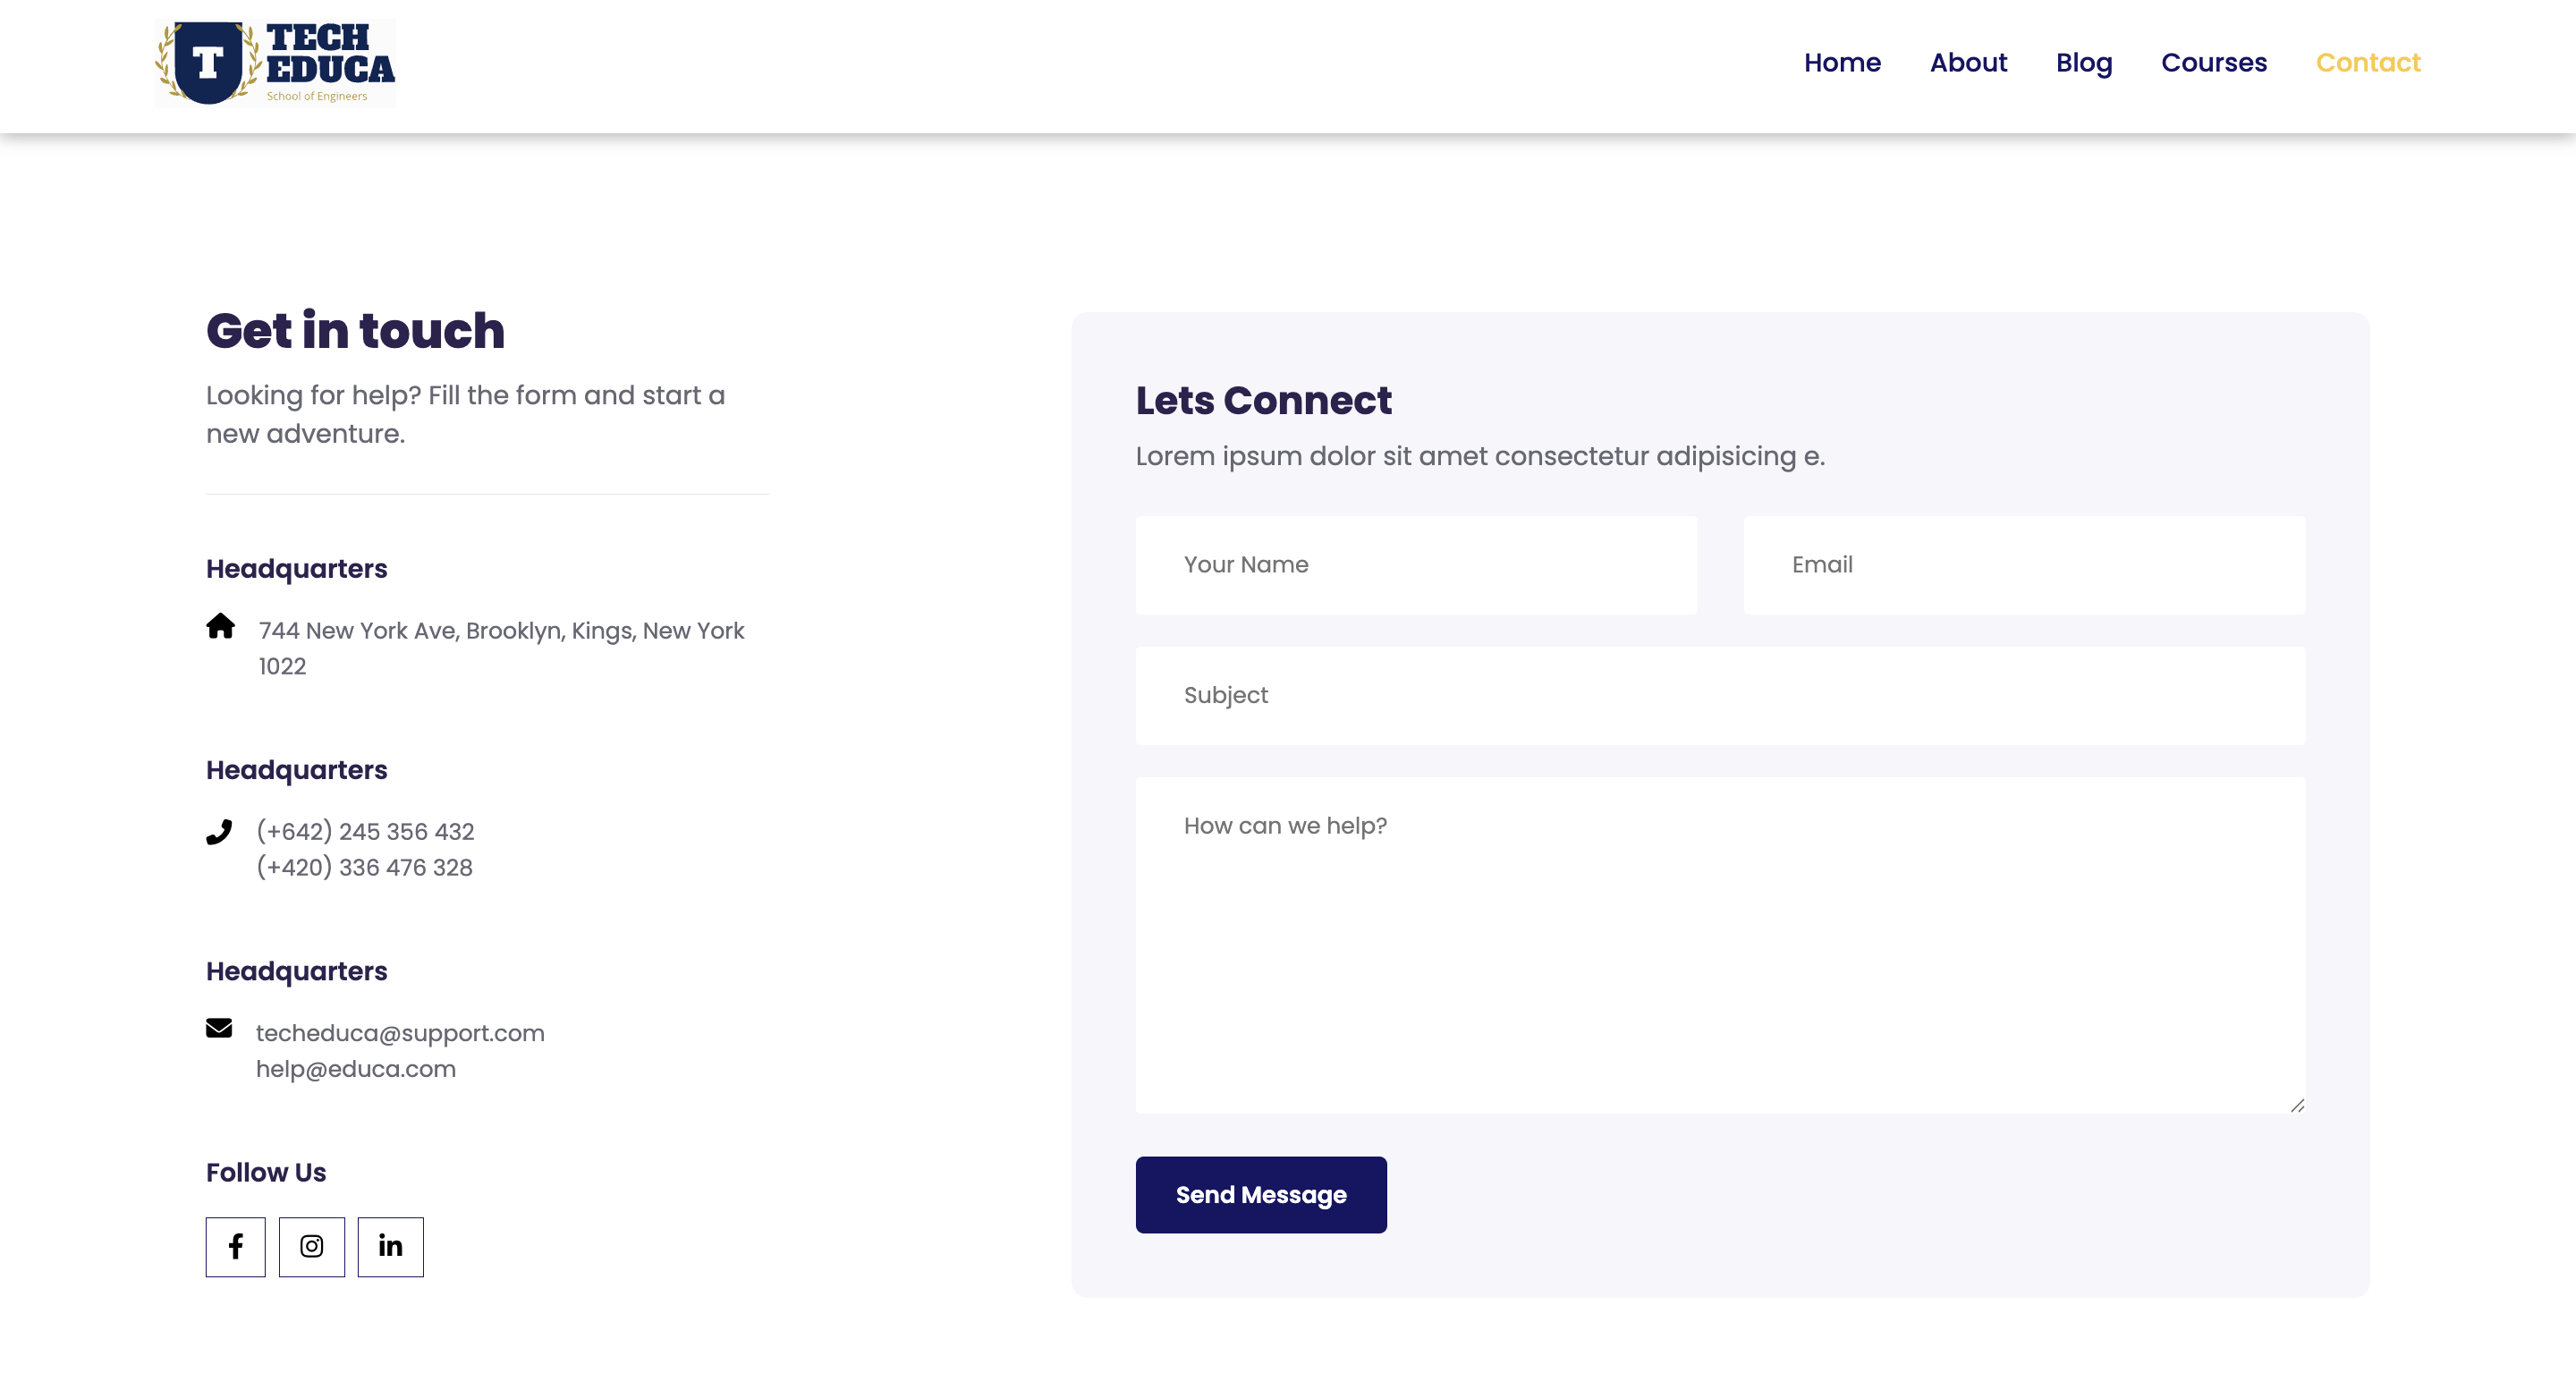 T
TECH
EDUCA
School of Engineers
Home About Blog Courses Contact
Get in touch
Looking for help? Fill the form and start a
new adventure.
Headquarters
744 New York Ave, Brooklyn, Kings, New York
1022
Headquarters
(+642) 245 356 432
(+420) 336 476 328
Headquarters
techeduca@support.com
help@educa.com
Follow Us
Lets Connect
Lorem ipsum dolor sit amet consectetur adipisicing e.
Your Name
Email
Subject
How can we help?
Send Message